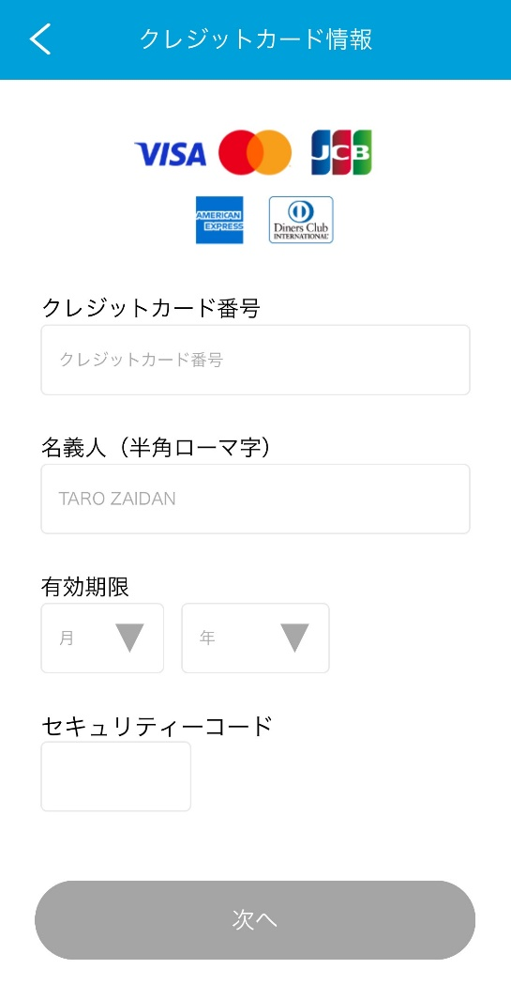 クレジットカード情報
VISA
JCB
AMERICAN
EXPRESS
Diners Club
INTERNATIONAL
クレジットカード番号
クレジットカード番号
名義人（半角ローマ字）
TARO ZAIDAN
有効期限
月 年
セキュリティーコード
次へ